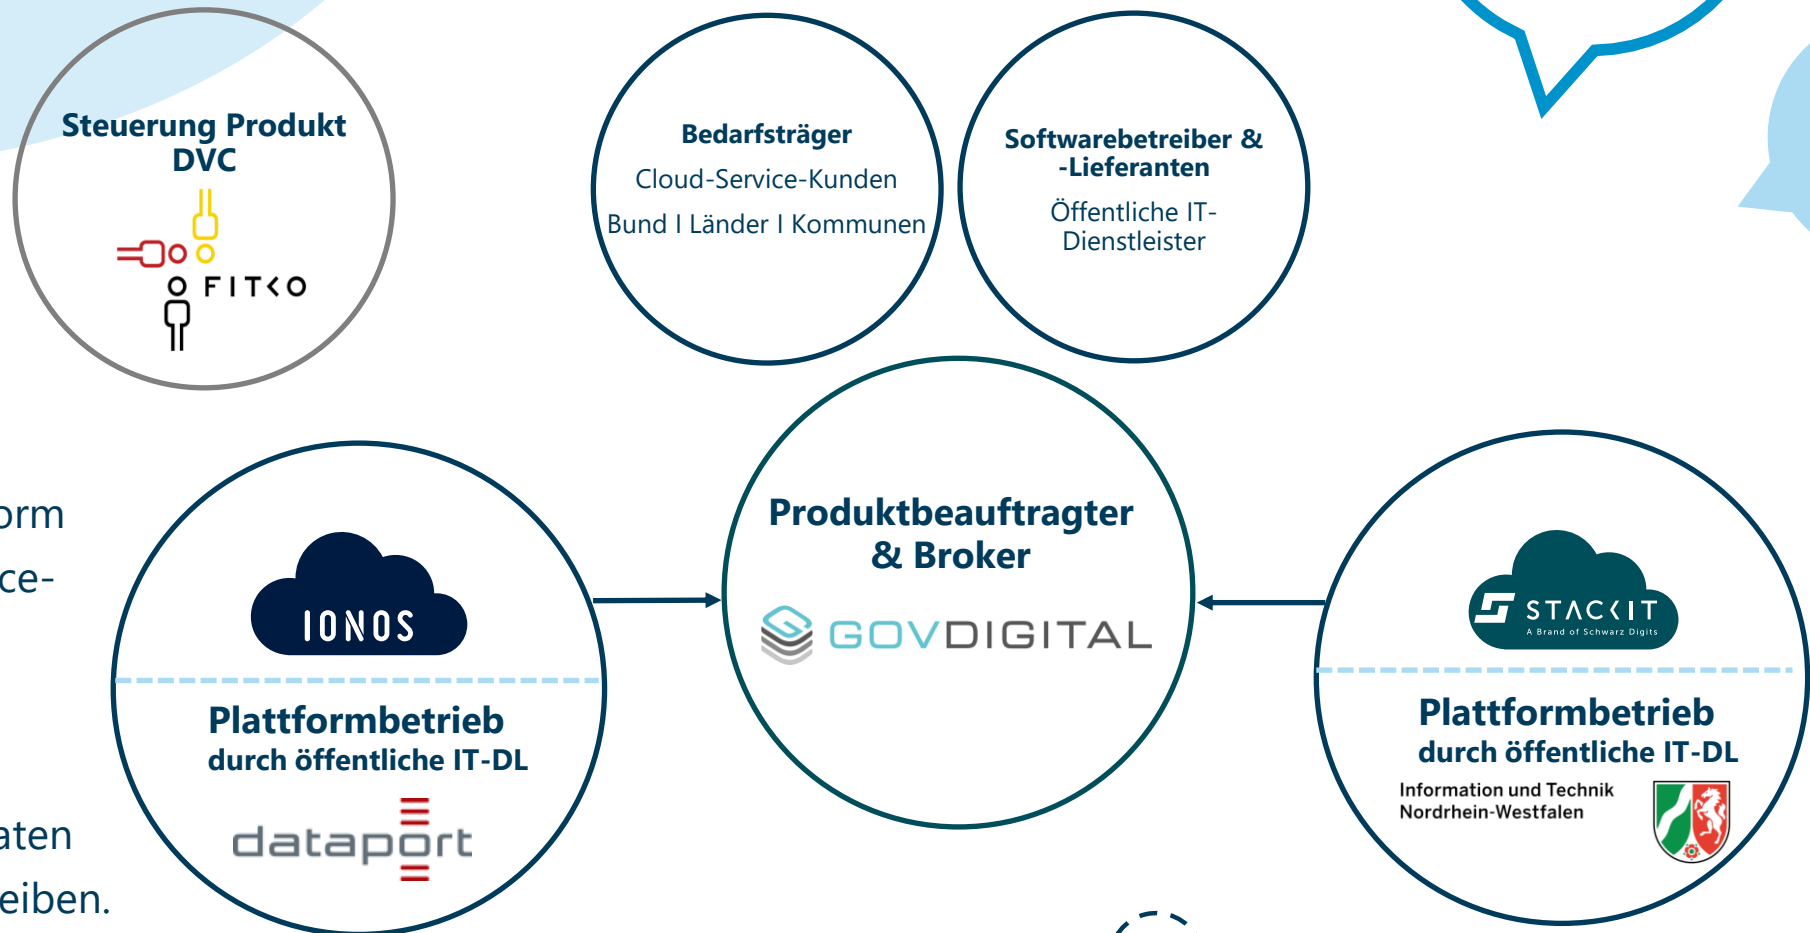 Steuerung Produkt
DVC
FITKO
Bedarfsträger
Cloud-Service-Kunden
Bund I Länder I Kommunen
Softwarebetreiber &
-Lieferanten
Öffentliche IT-
Dienstleister
orm
ce-
aten
eiben.
IONOS
Plattformbetrieb
durch öffentliche IT-DL
dataport
Produktbeauftragter
& Broker
GOVDIGITAL
STACKIT
A Brand of Schwarz Digits
Plattformbetrieb
durch öffentliche IT-DL
Information und Technik
Nordrhein-Westfalen